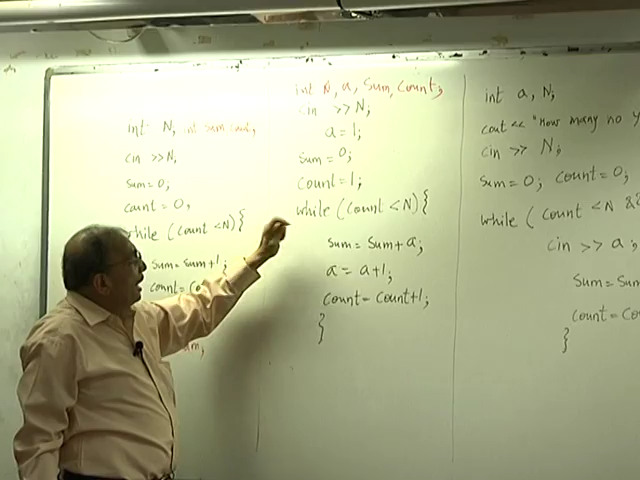 int N, int sum, count;
cin >> N;
sum = 0;
count = 0;
while (count < N) {
sum = sum + 1;
count =
int N, a, Sum, Count;
cin >> N;
a = 1;
sum = 0;
count = 1;
while (Count < N) {
sum = sum + a;
a = a + 1;
count = count + 1;
}
int a, N;
cout << "How many no
cin >> N;
sum = 0; count = 0;
while ( count < N &&
cin >> a;
sum =
count =
}